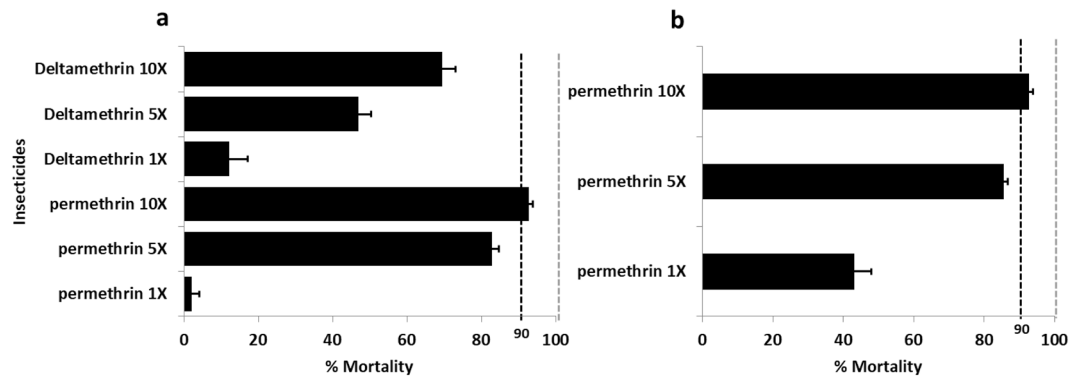 a
Insecticides
Deltamethrin 10X
Deltamethrin 5X
Deltamethrin 1X
permethrin 10X
permethrin 5X
permethrin 1X
0 20 40 60 80 90 100
% Mortality
b
permethrin 10X
permethrin 5X
permethrin 1X
0 20 40 60 80 90 100
% Mortality